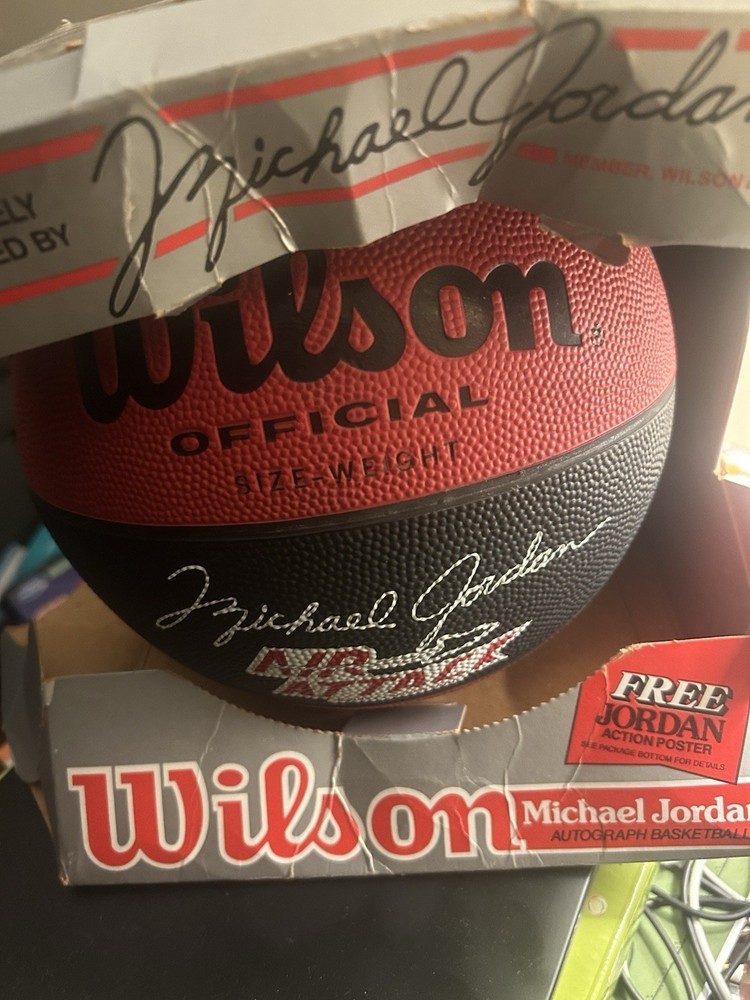 Michael Jordan
MEMBER, WILSON
ED BY
Wilson
OFFICIAL
SIZE-WEIGHT
Michael Jordan
AIR
ATTACK
FREE
JORDAN
ACTION POSTER
SEE PACKAGE BOTTOM FOR DETAILS
Wilson
Michael Jordan
AUTOGRAPH BASKETBALL